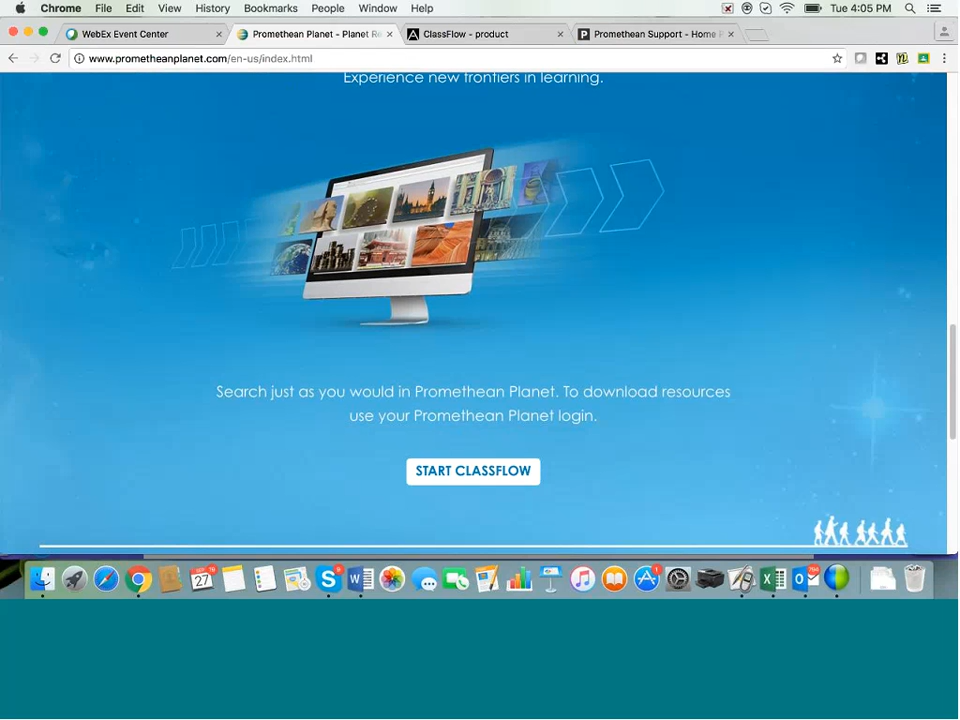 Chrome File Edit View History Bookmarks People Window Help Tue 4:05 PM
WebEx Event Center Promethean Planet - Planet Re ClassFlow - product Promethean Support - Home P
www.prometheanplanet.com/en-us/index.html
Experience new frontiers in learning.
Search just as you would in Promethean Planet. To download resources
use your Promethean Planet login.
START CLASSFLOW
27